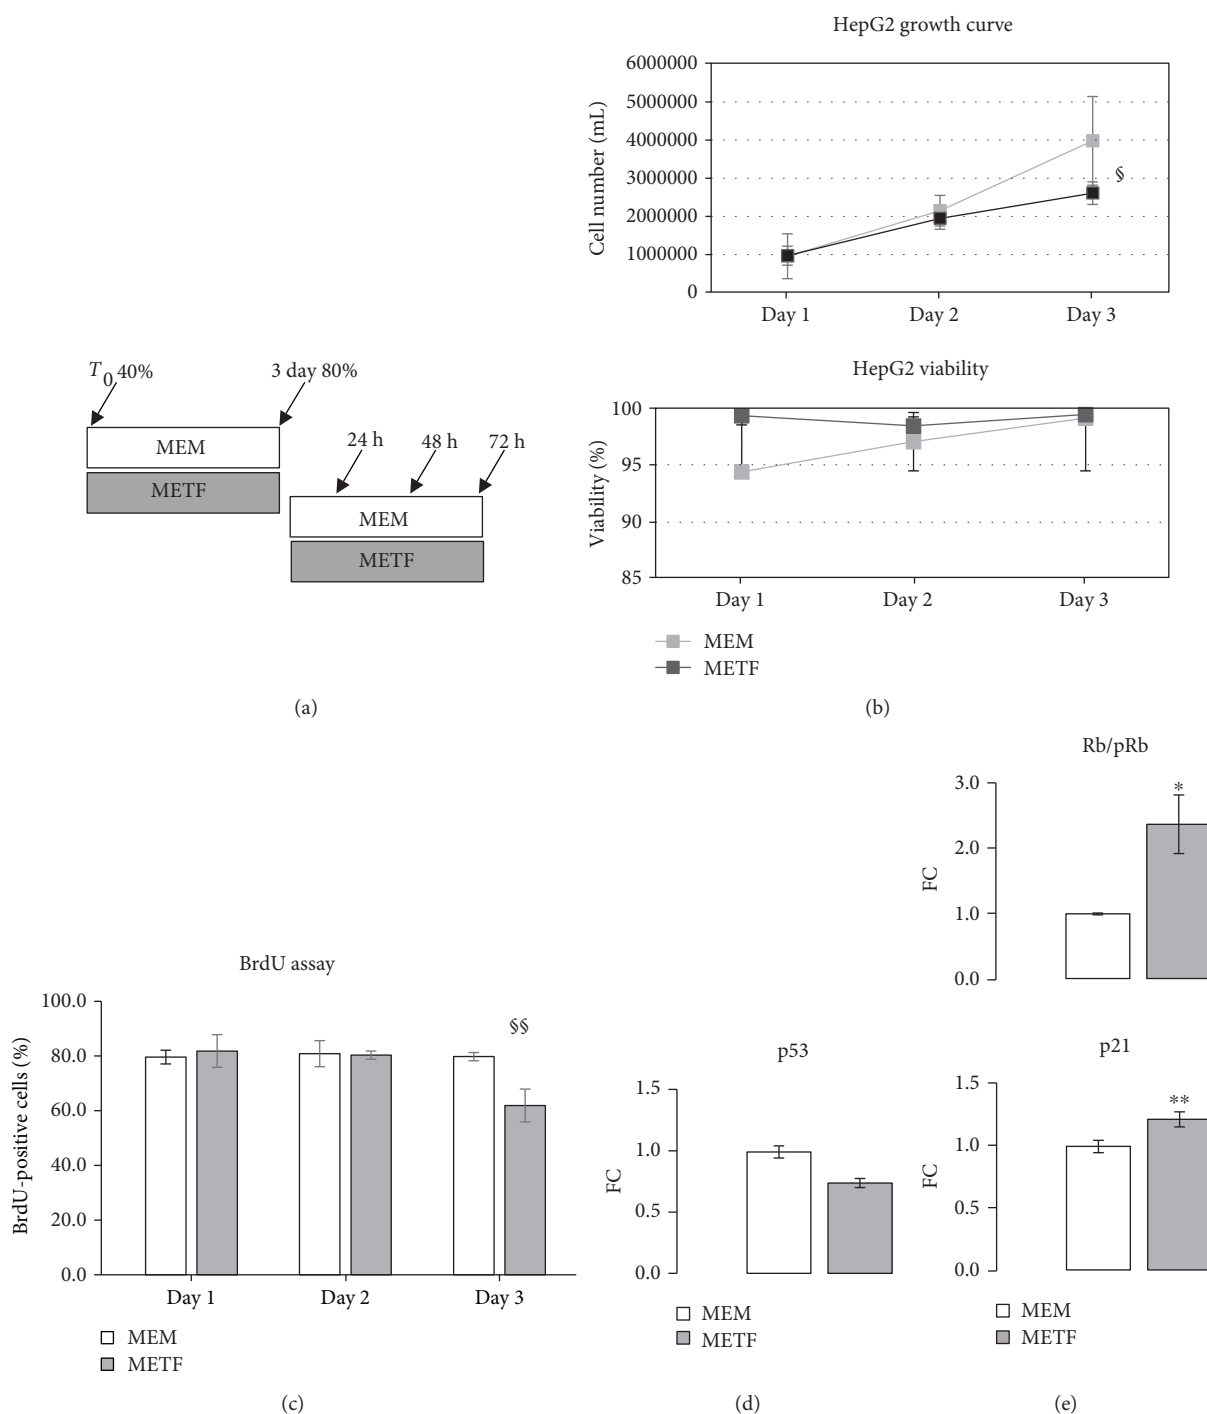 T0 40%
3 day 80%
MEM
METF
24 h
48 h
72 h
MEM
METF
(a)
HepG2 growth curve
Cell number (mL)
6000000
5000000
4000000
3000000
2000000
1000000
0
§
Day 1
Day 2
Day 3
HepG2 viability
Viability (%)
100
95
90
85
Day 1
Day 2
Day 3
MEM
METF
(b)
BrdU assay
BrdU-positive cells (%)
100.0
80.0
60.0
40.0
20.0
0.0
§§
Day 1
Day 2
Day 3
MEM
METF
(c)
p53
FC
1.5
1.0
0.5
0.0
MEM
METF
(d)
Rb/pRb
FC
3.0
2.0
1.0
0.0
*
p21
FC
1.5
1.0
0.5
0.0
**
MEM
METF
(e)